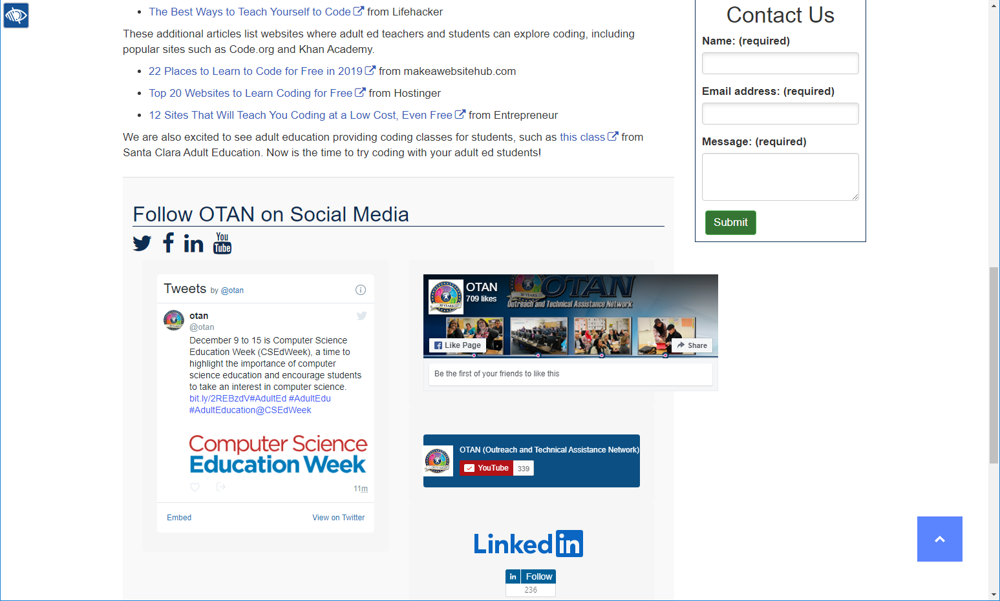 The Best Ways to Teach Yourself to Code from Lifehacker
These additional articles list websites where adult ed teachers and students can explore coding, including
popular sites such as Code.org and Khan Academy.
22 Places to Learn to Code for Free in 2019 from makeawebsitehub.com
Top 20 Websites to Learn Coding for Free from Hostinger
12 Sites That Will Teach You Coding at a Low Cost, Even Free from Entrepreneur
We are also excited to see adult education providing coding classes for students, such as this class from
Santa Clara Adult Education. Now is the time to try coding with your adult ed students!
Contact Us
Name: (required)
Email address: (required)
Message: (required)
Submit
Follow OTAN on Social Media
in
You
Tube
Tweets by @otan
otan
@otan
December 9 to 15 is Computer Science
Education Week (CSEdWeek), a time to
highlight the importance of computer
science education and encourage students
to take an interest in computer science.
bit.ly/2REBzdV#AdultEd #AdultEdu
#AdultEducation@CSEdWeek
Computer Science
Education Week
11m
Embed
View on Twitter
OTAN
709 likes
30 YEARS
OTAN
Outreach and Technical Assistance Network
30 YEARS
Like Page
Share
Be the first of your friends to like this
OTAN (Outreach and Technical Assistance Network)
YouTube 339
30 YEARS
Linkedin
in Follow
236